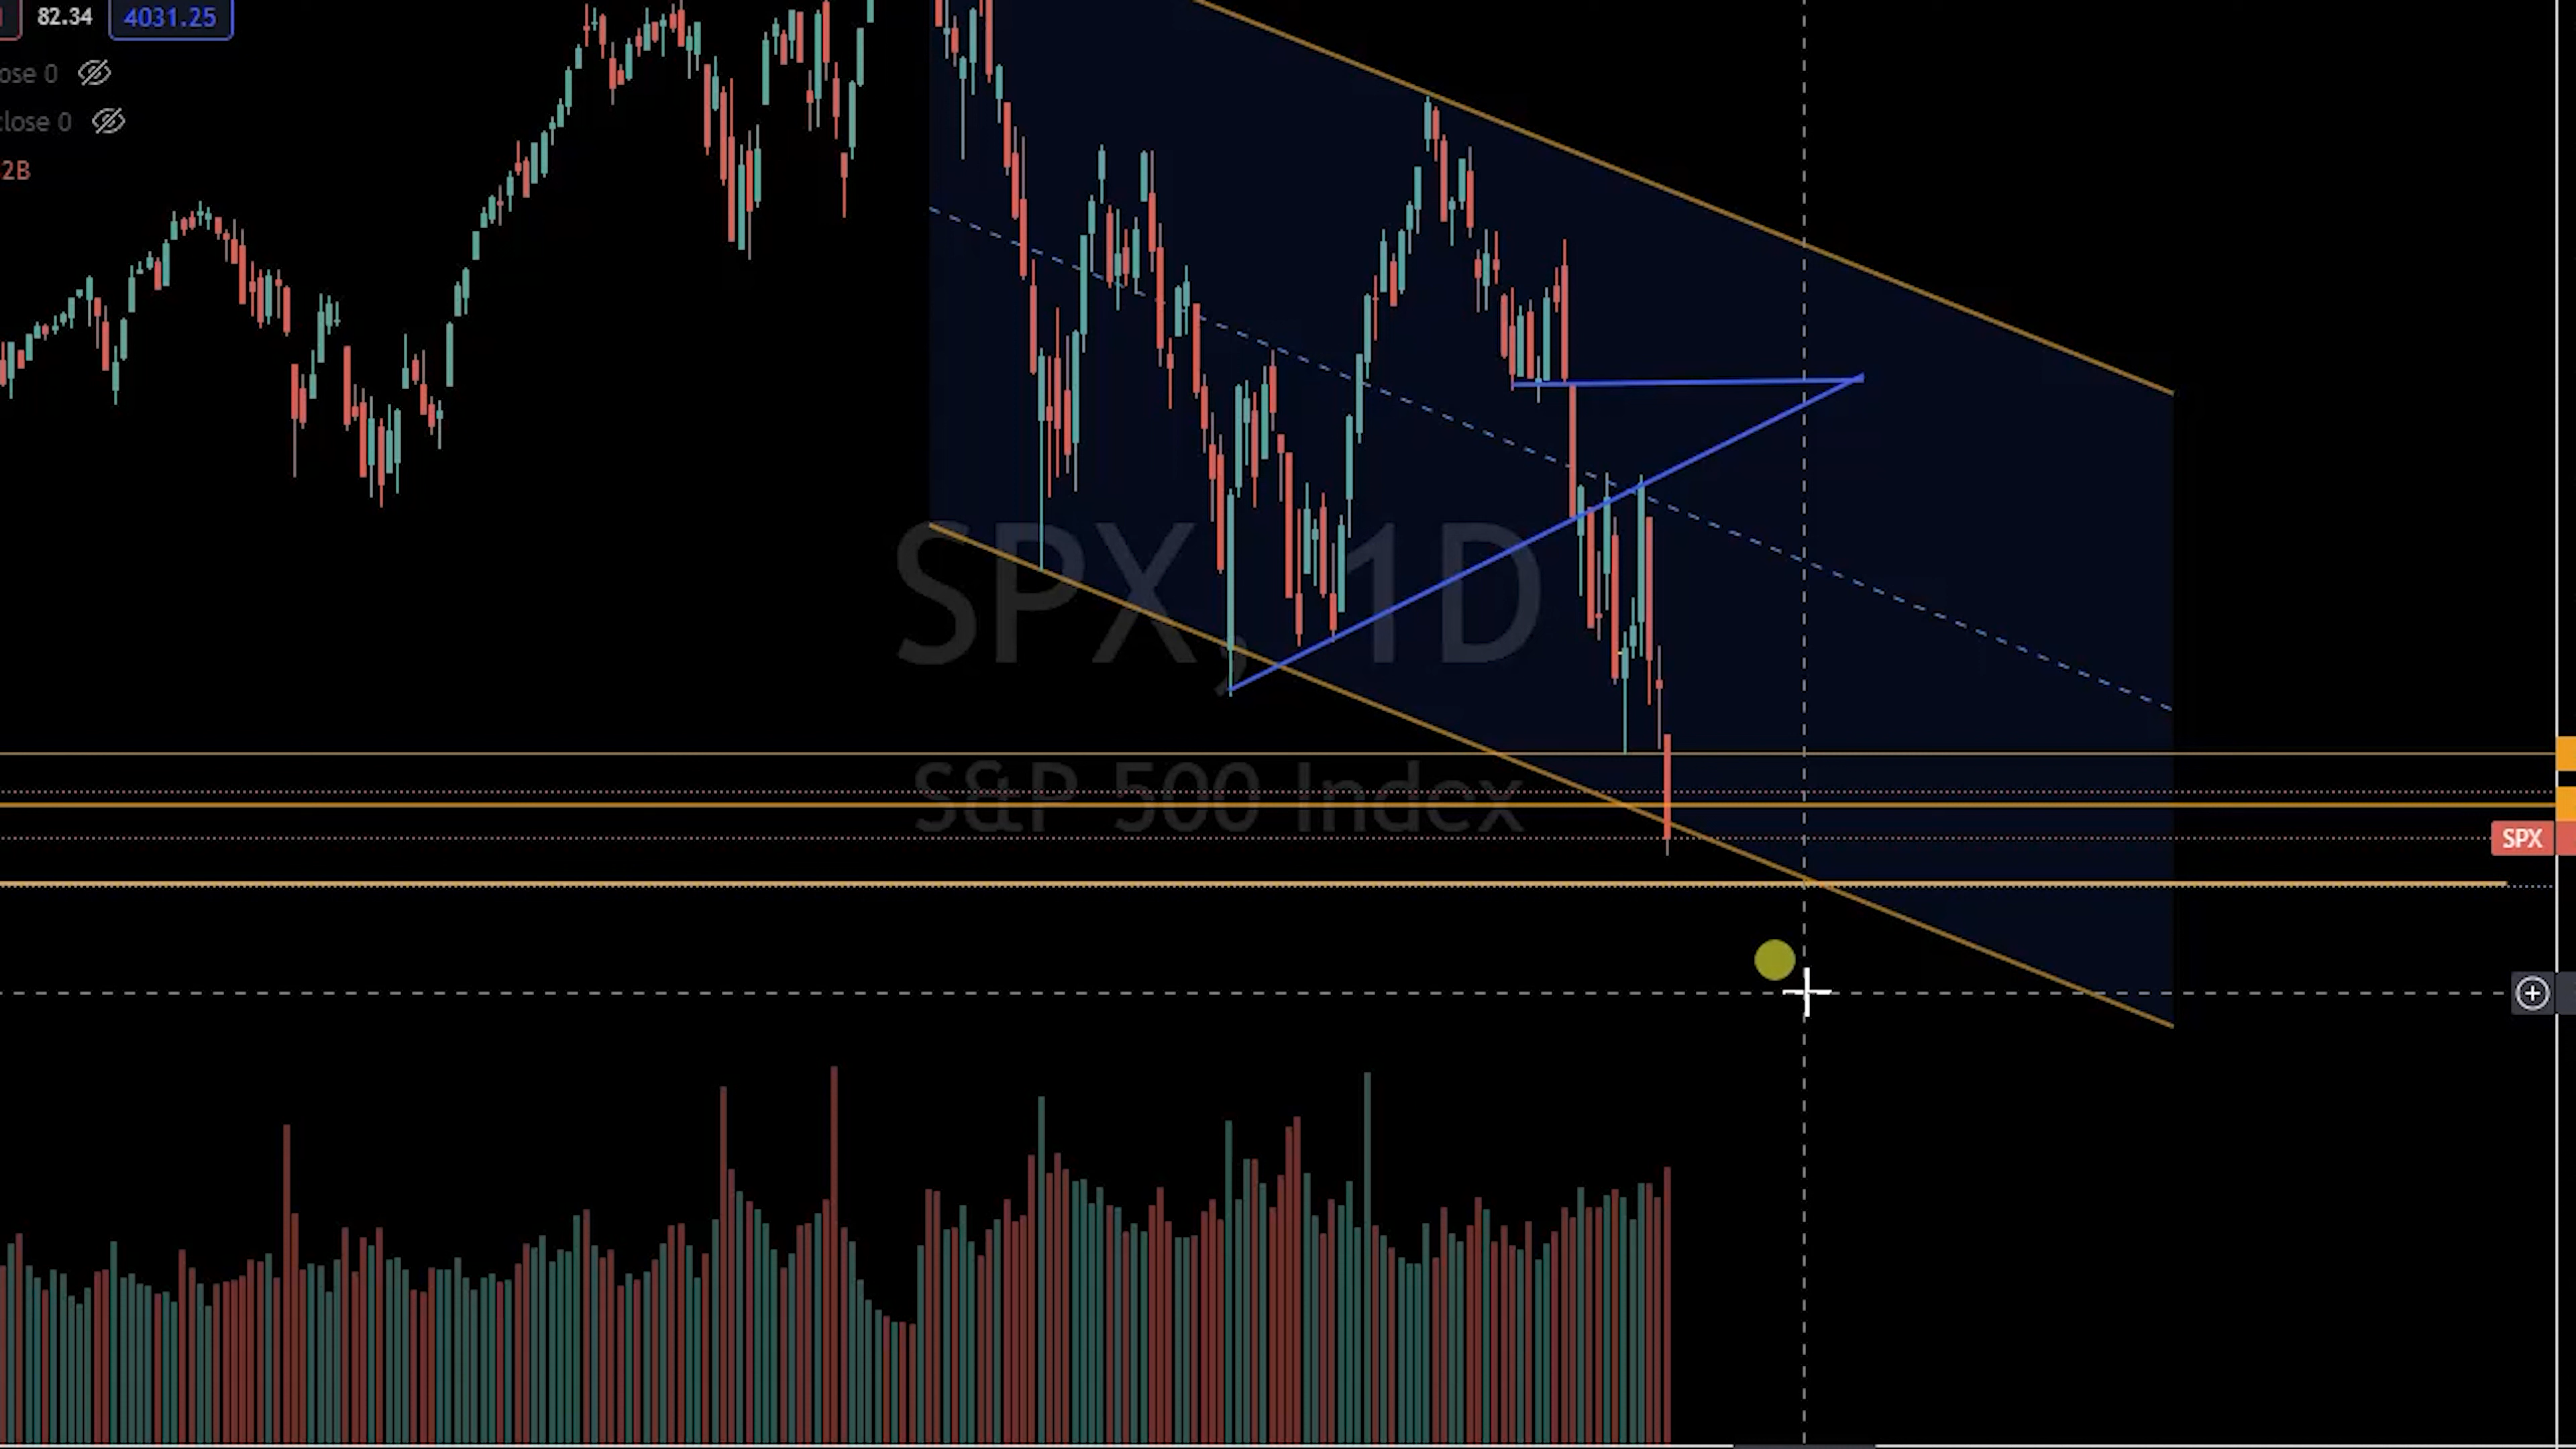 82.34 4031.25
ose 0
close 0
2B
SPX, 1D
S&P 500 Index
SPX